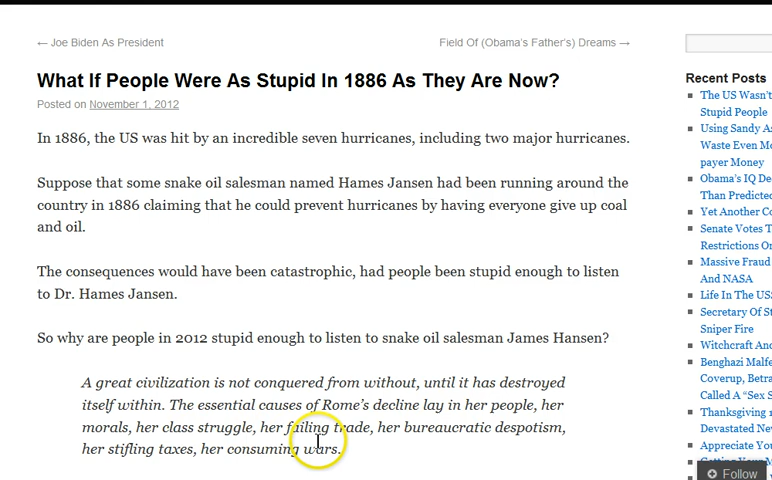 ← Joe Biden As President
Field Of (Obama's Father's) Dreams →
What If People Were As Stupid In 1886 As They Are Now?
Posted on November 1, 2012
In 1886, the US was hit by an incredible seven hurricanes, including two major hurricanes.
Suppose that some snake oil salesman named Hames Jansen had been running around the
country in 1886 claiming that he could prevent hurricanes by having everyone give up coal
and oil.
The consequences would have been catastrophic, had people been stupid enough to listen
to Dr. Hames Jansen.
So why are people in 2012 stupid enough to listen to snake oil salesman James Hansen?
A great civilization is not conquered from without, until it has destroyed
itself within. The essential causes of Rome's decline lay in her people, her
morals, her class struggle, her failing trade, her bureaucratic despotism,
her stifling taxes, her consuming wars.
Recent Posts
The US Wasn't
Stupid People
Using Sandy As
Waste Even Mo
payer Money
Obama's IQ De
Than Predicted
Yet Another Co
Senate Votes T
Restrictions On
Massive Fraud
And NASA
Life In The US
Secretary Of St
Sniper Fire
Witchcraft And
Benghazi Malfe
Coverup, Betra
Called A "Sex S
Thanksgiving 1
Devastated New
Appreciate You
Follow